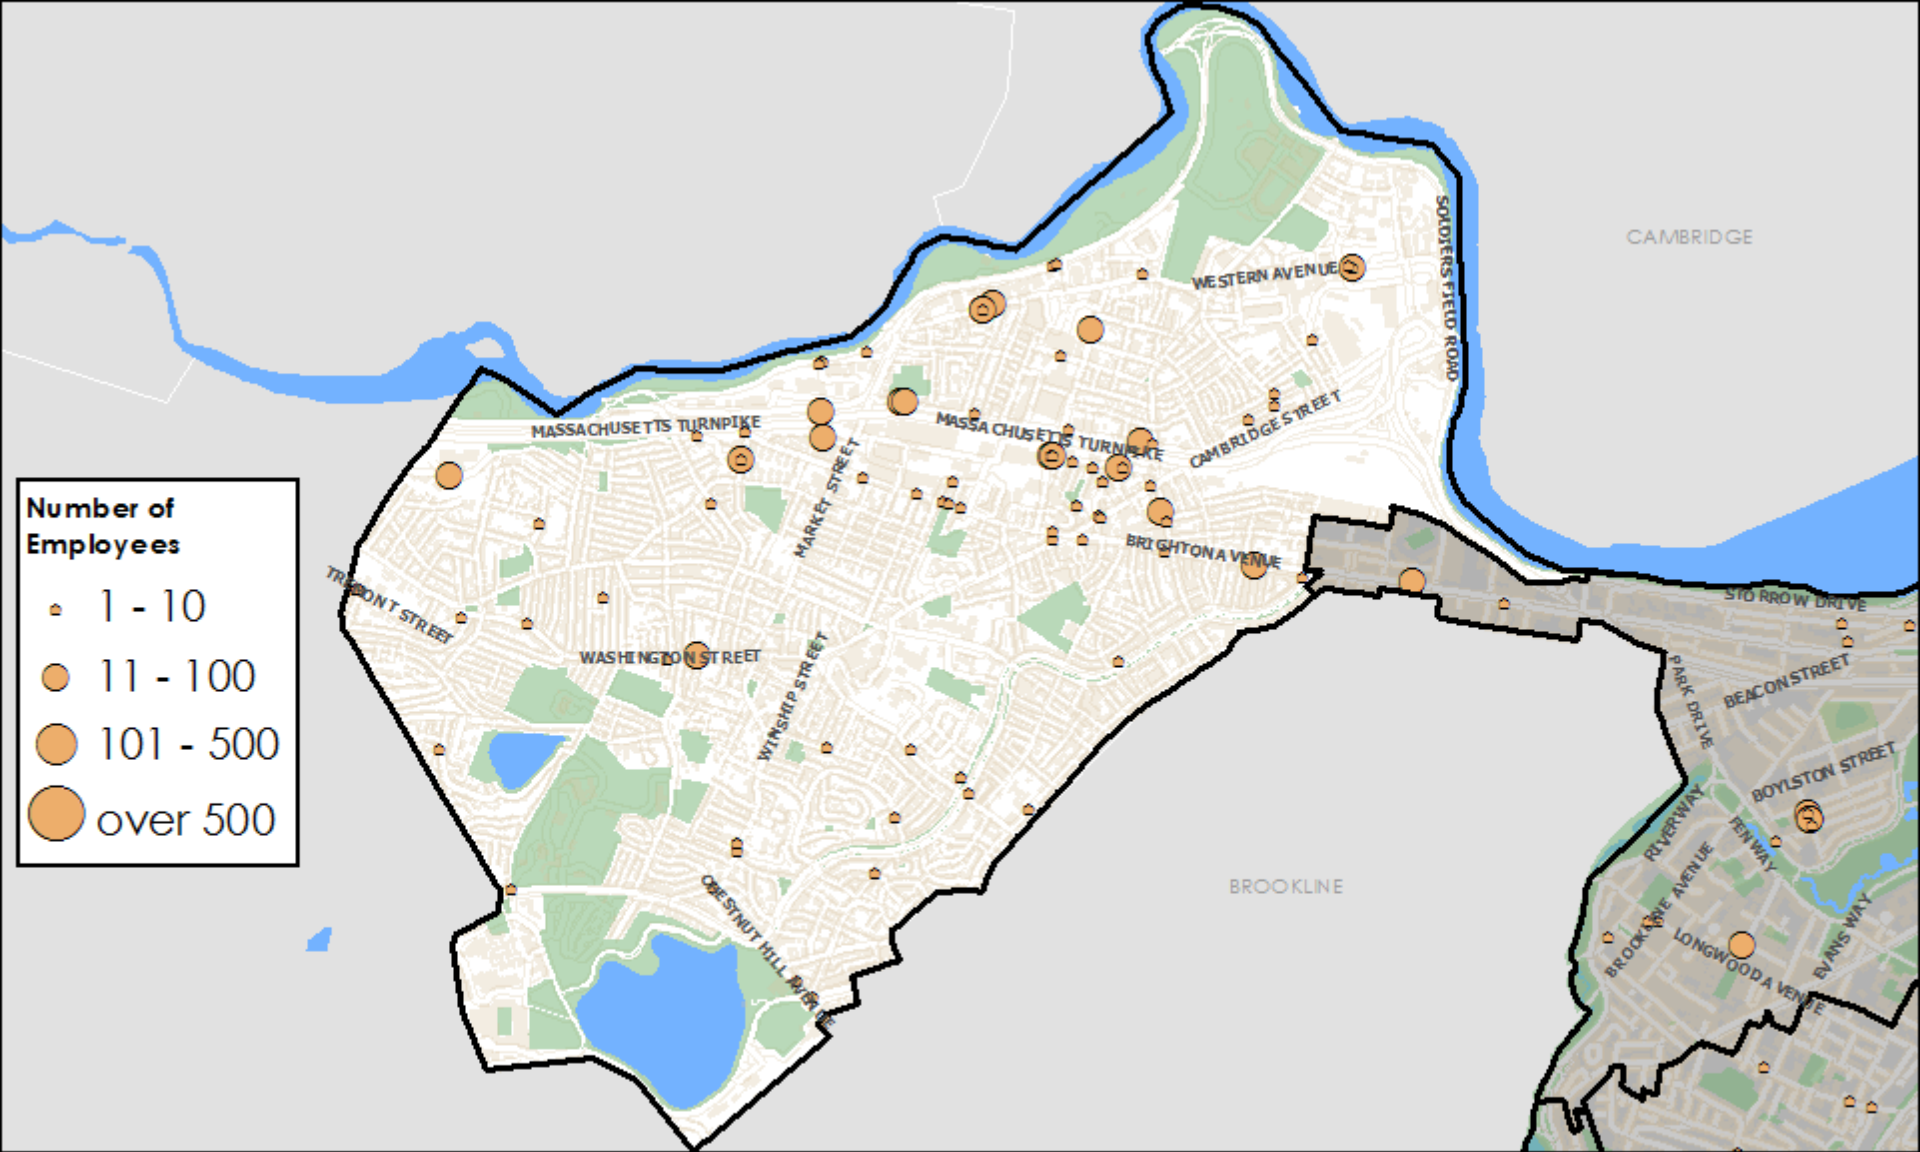 CAMBRIDGE
SOLDIERS FIELD ROAD
WESTERN AVENUE
MASSACHUSETTS TURNPIKE
MASSACHUSETTS TURNPIKE
CAMBRIDGE STREET
MARKET STREET
Number of
Employees
1 - 10
11 - 100
101 - 500
over 500
BRIGHTON AVENUE
TREMONT STREET
STORROW DRIVE
WASHINGTON STREET
WINSHIP STREET
PARK DRIVE
BEACON STREET
BOYLSTON STREET
RIVERWAY
FENWAY
BROOKLINE
BROOKLINE AVENUE
CHESTNUT HILL AVENUE
LONGWOOD AVENUE
EVANS WAY